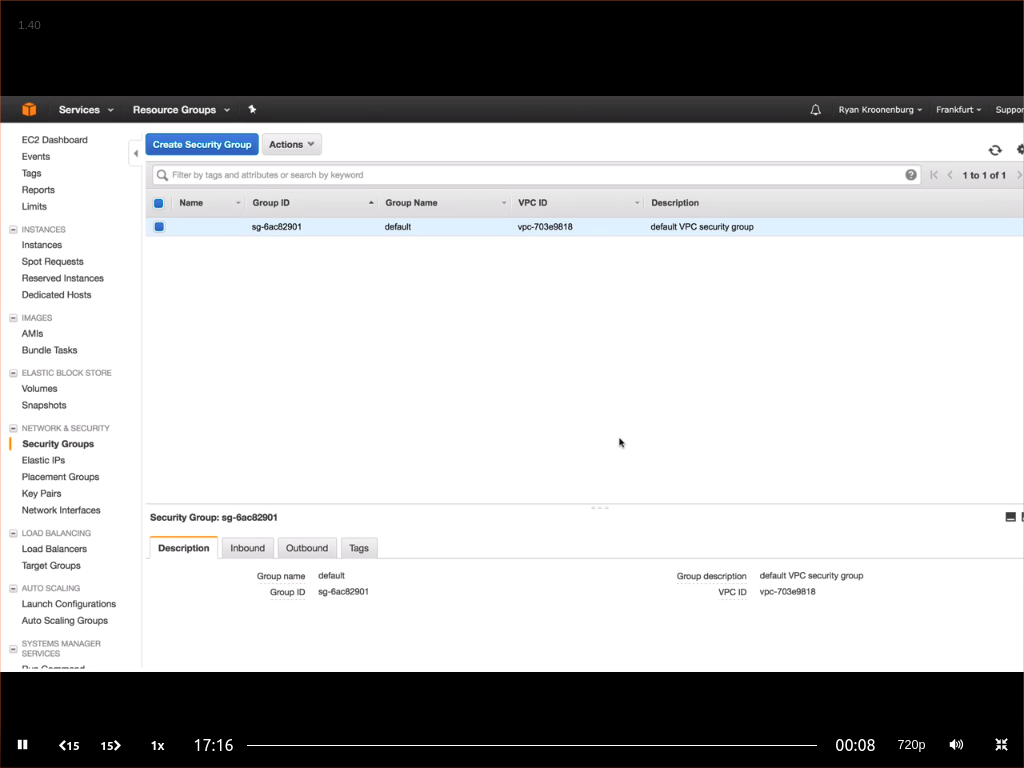 1.40
Services
Resource Groups
Ryan Kroonenburg
Frankfurt
Suppor
EC2 Dashboard
Events
Tags
Reports
Limits
INSTANCES
Instances
Spot Requests
Reserved Instances
Dedicated Hosts
IMAGES
AMIs
Bundle Tasks
ELASTIC BLOCK STORE
Volumes
Snapshots
NETWORK & SECURITY
Security Groups
Elastic IPs
Placement Groups
Key Pairs
Network Interfaces
LOAD BALANCING
Load Balancers
Target Groups
AUTO SCALING
Launch Configurations
Auto Scaling Groups
SYSTEMS MANAGER
SERVICES
Run Command
Create Security Group
Actions
Filter by tags and attributes or search by keyword
1 to 1 of 1
Name Group ID Group Name VPC ID Description
sg-6ac82901 default vpc-703e9818 default VPC security group
Security Group: sg-6ac82901
Description Inbound Outbound Tags
Group name default Group description default VPC security group
Group ID sg-6ac82901 VPC ID vpc-703e9818
15 15 1x 17:16 00:08 720p